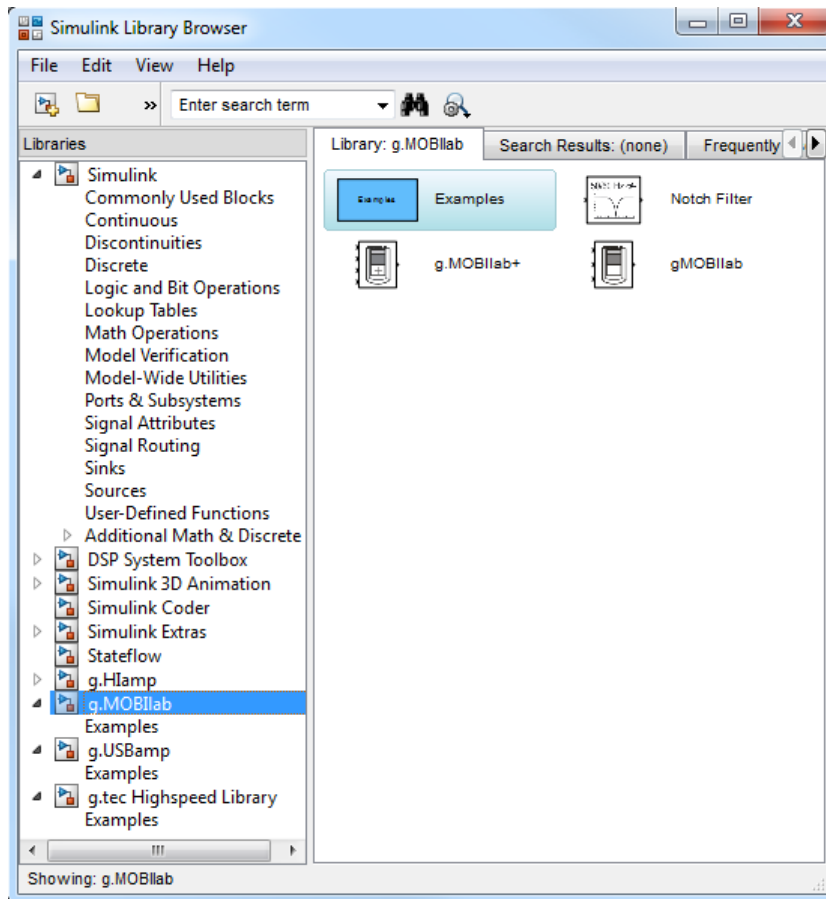 Simulink Library Browser
File Edit View Help
» Enter search term
Libraries
Library: g.MOBIlab Search Results: (none) Frequently
Simulink
Commonly Used Blocks
Continuous
Discontinuities
Discrete
Logic and Bit Operations
Lookup Tables
Math Operations
Model Verification
Model-Wide Utilities
Ports & Subsystems
Signal Attributes
Signal Routing
Sinks
Sources
User-Defined Functions
Additional Math & Discrete
DSP System Toolbox
Simulink 3D Animation
Simulink Coder
Simulink Extras
Stateflow
g.HIamp
g.MOBIlab
Examples
g.USBamp
Examples
g.tec Highspeed Library
Examples
Examples Examples
Notch Filter
g.MOBIlab+
gMOBIlab
Showing: g.MOBIlab